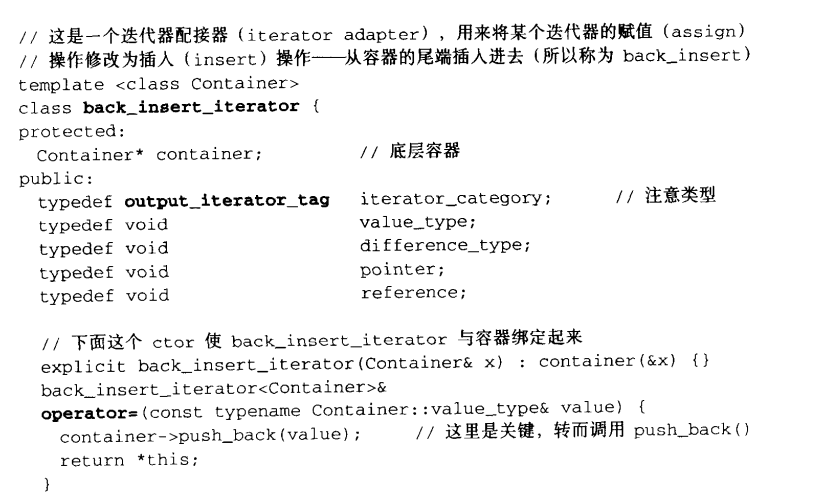 // 这是一个迭代器配接器（iterator adapter），用来将某个迭代器的赋值（assign）
// 操作修改为插入（insert）操作——从容器的尾端插入进去（所以称为 back_insert）
template <class Container>
class back_insert_iterator {
protected:
  Container* container;          // 底层容器
public:
  typedef output_iterator_tag   iterator_category;      // 注意类型
  typedef void                  value_type;
  typedef void                  difference_type;
  typedef void                  pointer;
  typedef void                  reference;
  // 下面这个 ctor 使 back_insert_iterator 与容器绑定起来
  explicit back_insert_iterator(Container& x) : container(&x) {}
  back_insert_iterator<Container>&
  operator=(const typename Container::value_type& value) {
    container->push_back(value);     // 这里是关键，转而调用 push_back()
    return *this;
  }